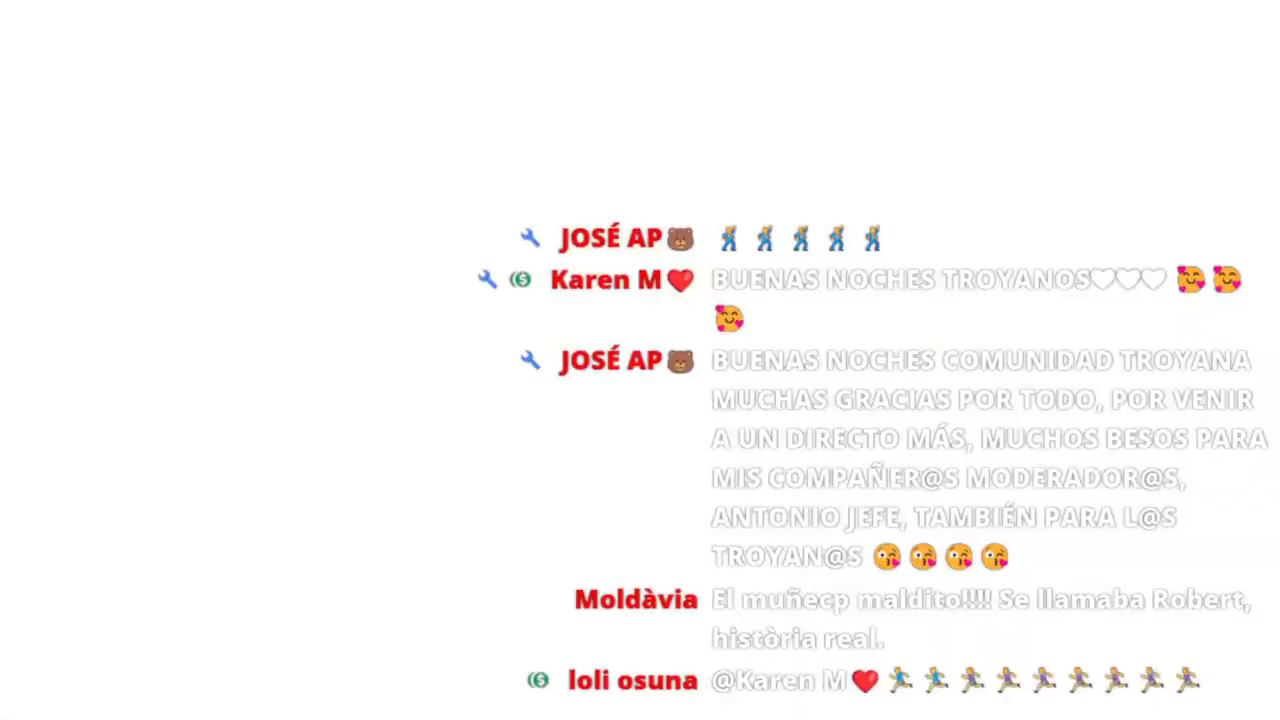 JOSÉ AP🐻 🕺🕺🕺🕺🕺
Karen M❤️ BUENAS NOCHES TROYANOS🤍🤍🤍 🥰🥰
🥰
JOSÉ AP🐻 BUENAS NOCHES COMUNIDAD TROYANA
MUCHAS GRACIAS POR TODO, POR VENIR
A UN DIRECTO MÁS, MUCHOS BESOS PARA
MIS COMPAÑER@S MODERADOR@S,
ANTONIO JEFE, TAMBIÉN PARA L@S
TROYAN@S 😘😘😘😘
Moldàvia El muñecp maldito!!!! Se llamaba Robert,
història real.
loli osuna @Karen M❤️🏃🏃🏃🏃🏃🏃🏃🏃🏃